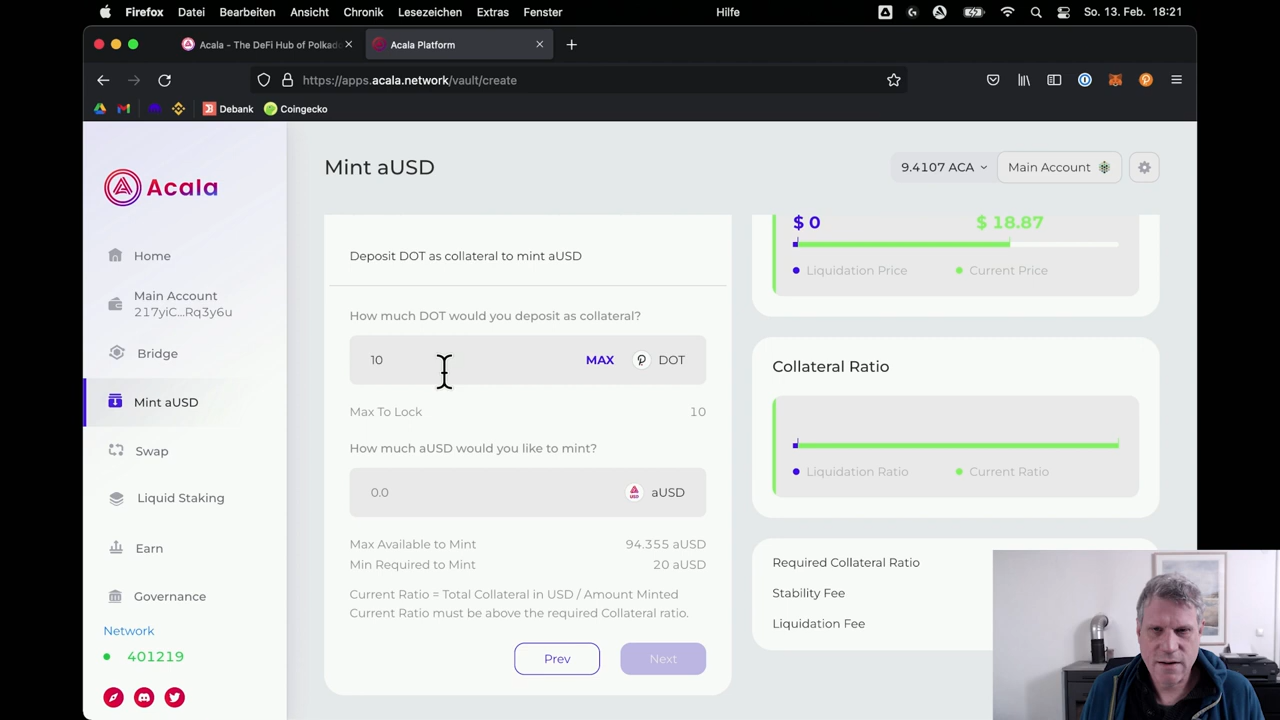 Firefox Datei Bearbeiten Ansicht Chronik Lesezeichen Extras Fenster Hilfe So. 13. Feb. 18:21
Acala - The DeFi Hub of Polkad
Acala Platform
https://apps.acala.network/vault/create
Debank Coingecko
Acala
Mint aUSD
9.4107 ACA
Main Account
Home
Main Account
217yiC...Rq3y6u
Bridge
Mint aUSD
Swap
Liquid Staking
Earn
Governance
Network
401219
Deposit DOT as collateral to mint aUSD
How much DOT would you deposit as collateral?
10 MAX DOT
Max To Lock 10
How much aUSD would you like to mint?
0.0 aUSD
Max Available to Mint 94.355 aUSD
Min Required to Mint 20 aUSD
Current Ratio = Total Collateral in USD / Amount Minted
Current Ratio must be above the required Collateral ratio.
Prev Next
$ 0 $ 18.87
Liquidation Price Current Price
Collateral Ratio
Liquidation Ratio Current Ratio
Required Collateral Ratio
Stability Fee
Liquidation Fee